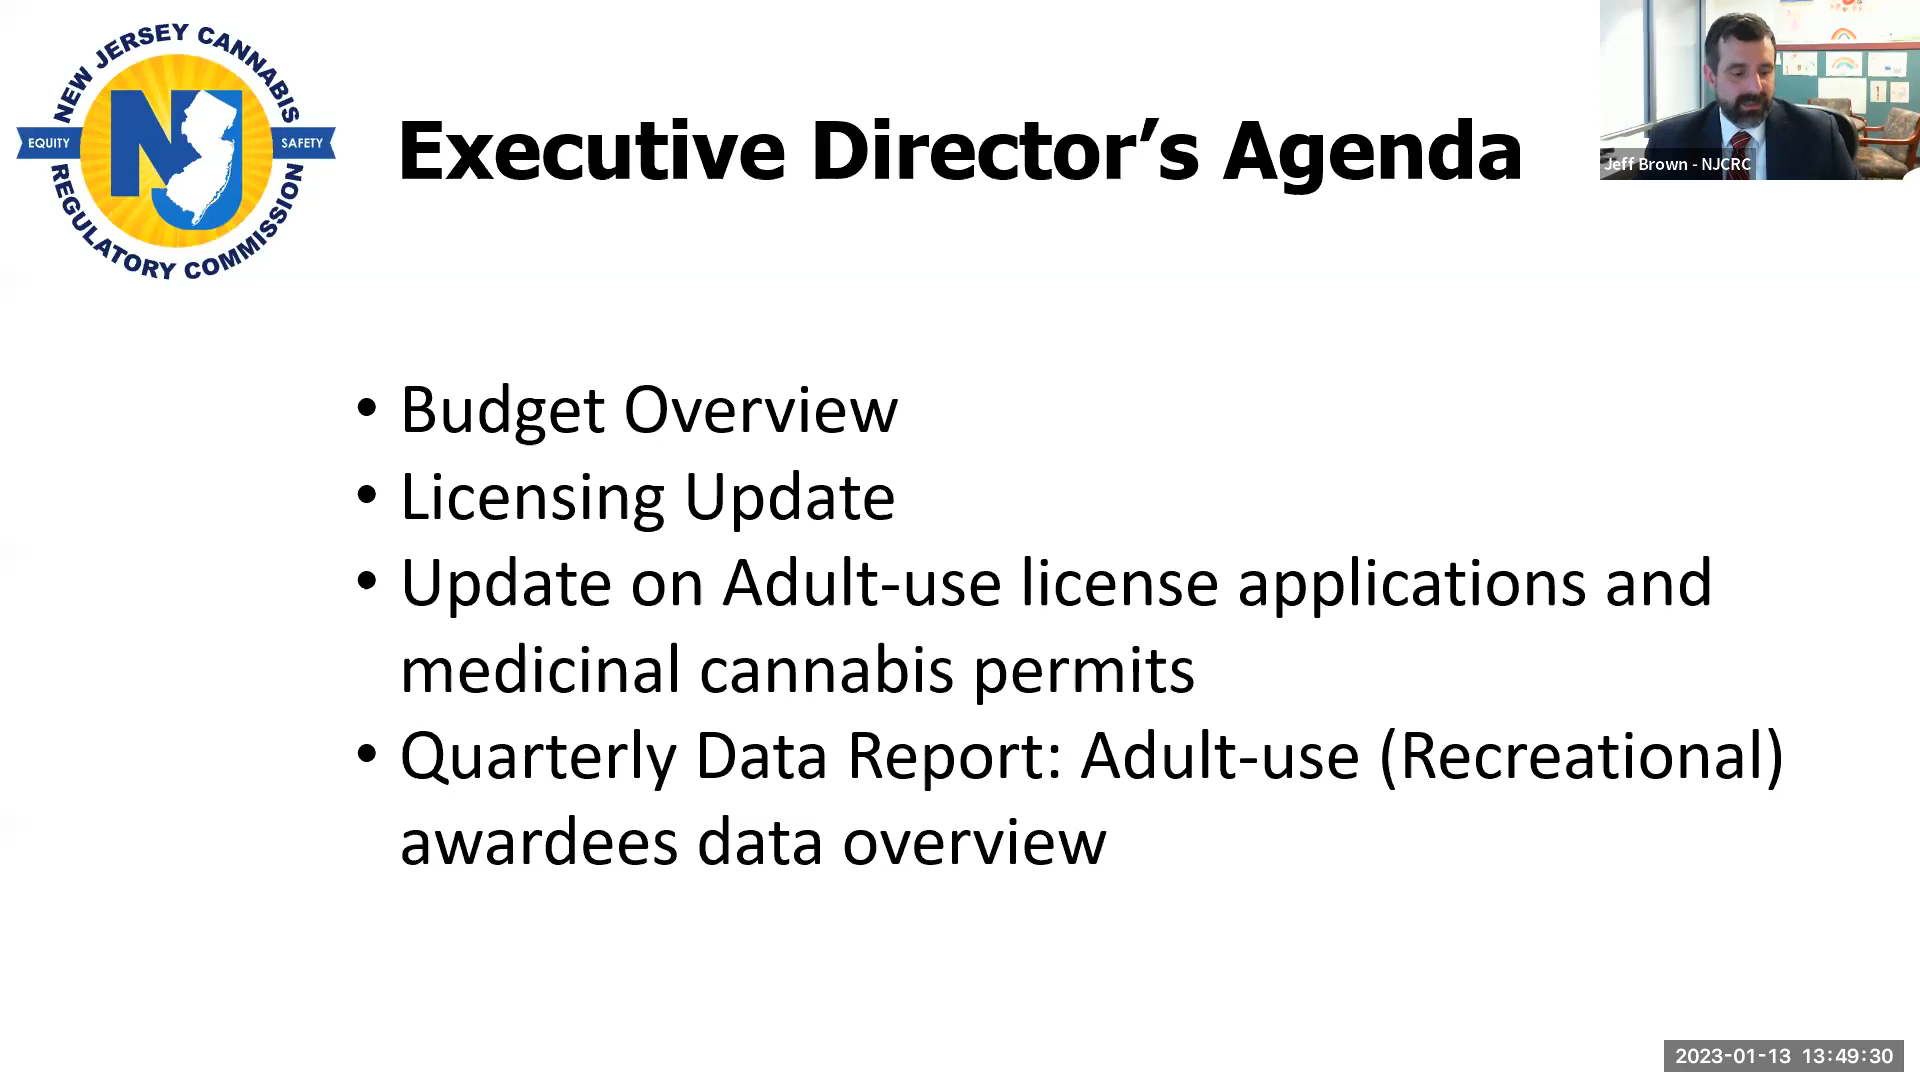 NEW JERSEY CANNABIS
EQUITY
NJ
SAFETY
REGULATORY COMMISSION
Executive Director’s Agenda
Jeff Brown - NJCRC
• Budget Overview
• Licensing Update
• Update on Adult-use license applications and
medicinal cannabis permits
• Quarterly Data Report: Adult-use (Recreational)
awardees data overview
2023-01-13 13:49:30